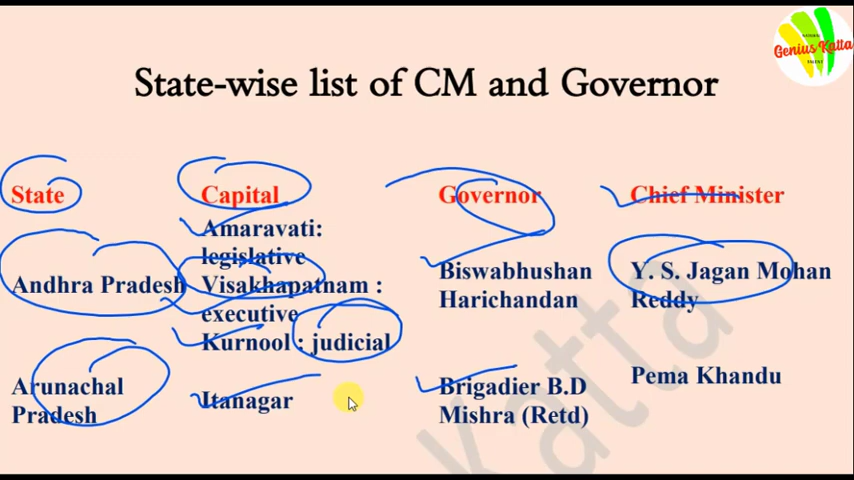 Genius Katta
State-wise list of CM and Governor
State Capital Governor Chief Minister
Amaravati:
legislative
Andhra Pradesh Visakhapatnam : Biswabhushan Y. S. Jagan Mohan
executive Harichandan Reddy
Kurnool : judicial
Arunachal Itanagar Brigadier B.D Pema Khandu
Pradesh Mishra (Retd)
Katta